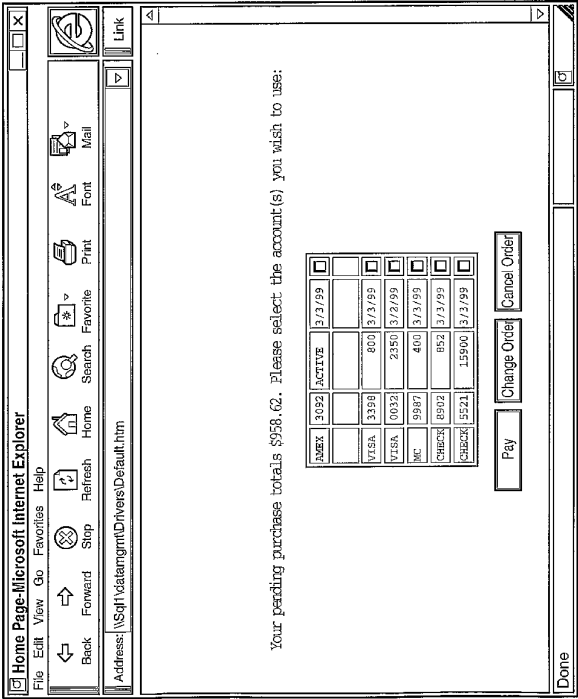 Home Page-Microsoft Internet Explorer
File Edit View Go Favorites Help
Back Forward Stop Refresh Home Search Favorite Print Font Mail
Address: \\Sql1\datamgmt\Drivers\Default.htm Link
Your pending purchase totals $958.62. Please select the account(s) you wish to use:
AMEX 3092 ACTIVE 3/3/99
VISA 3398 800 3/3/99
VISA 0032 2350 3/2/99
MC 9987 400 3/3/99
CHECK 8902 852 3/3/99
CHECK 5521 15900 3/3/99
Pay Change Order Cancel Order
Done